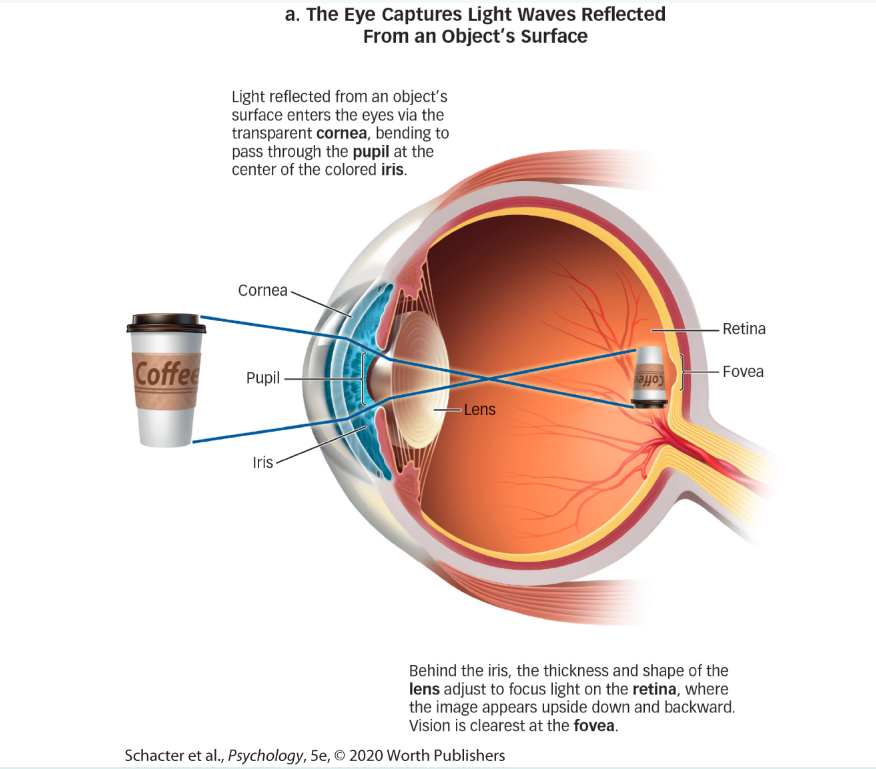 a. The Eye Captures Light Waves Reflected
From an Object's Surface
Light reflected from an object's
surface enters the eyes via the
transparent cornea, bending to
pass through the pupil at the
center of the colored iris.
Cornea
Retina
Coffee
Coffee
Pupil
Fovea
Lens
Iris
Behind the iris, the thickness and shape of the
lens adjust to focus light on the retina, where
the image appears upside down and backward.
Vision is clearest at the fovea.
Schacter et al., Psychology, 5e, © 2020 Worth Publishers